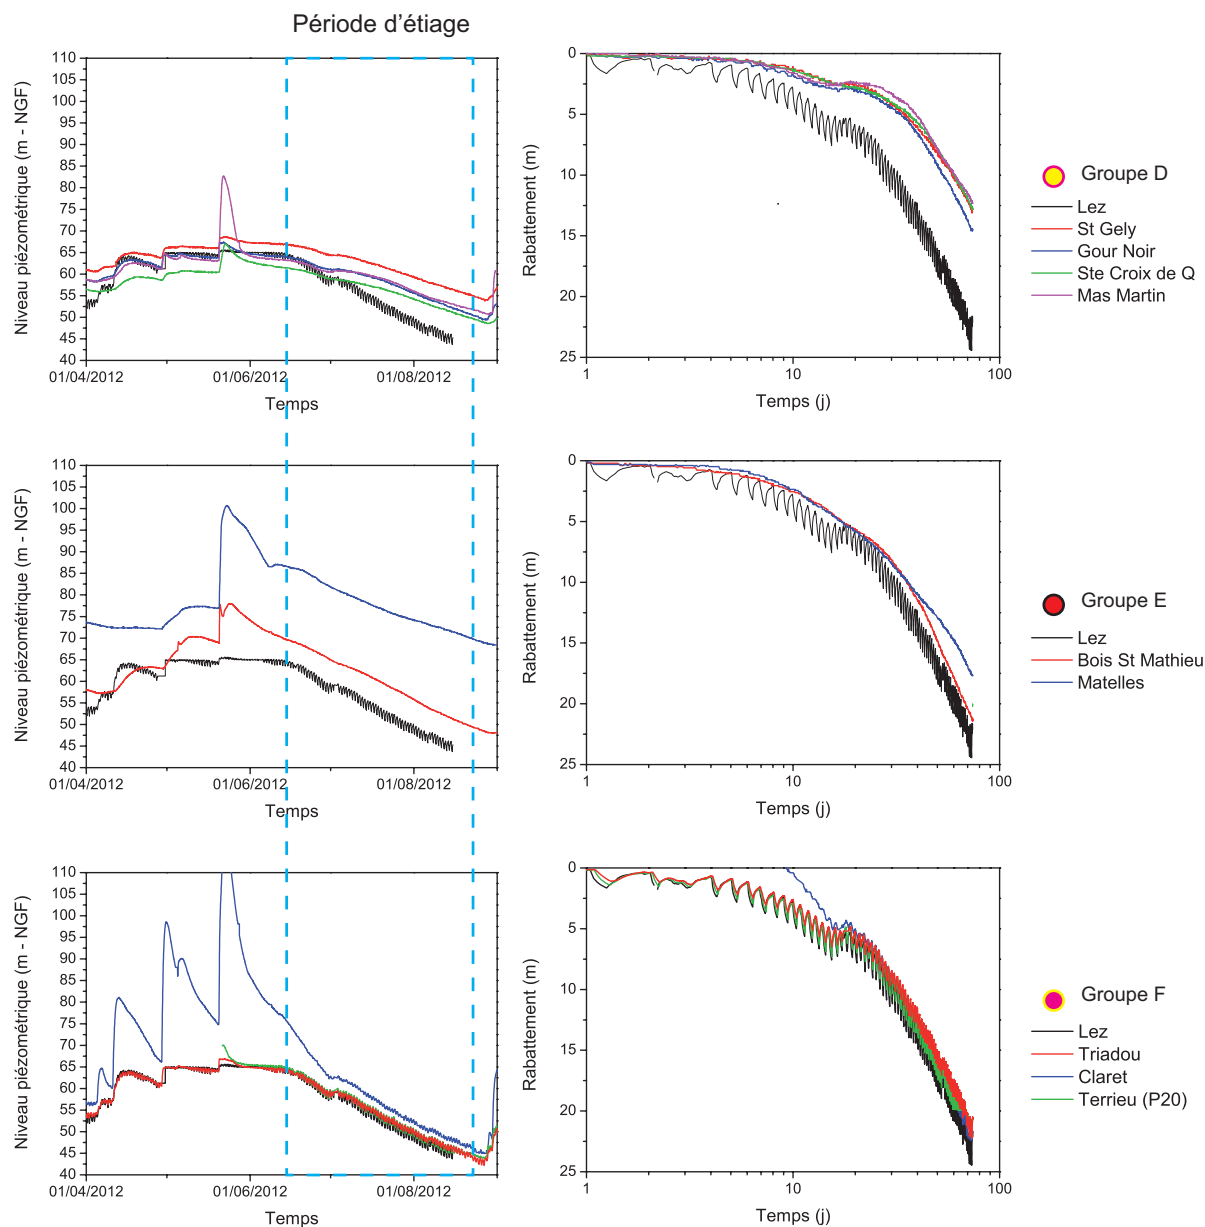 Période d’étiage
Niveau piézométrique (m - NGF)
110
105
100
95
90
85
80
75
70
65
60
55
50
45
40
01/04/2012
01/06/2012
01/08/2012
Temps
Rabattement (m)
0
5
10
15
20
25
1
10
100
Temps (j)
Groupe D
Lez
St Gely
Gour Noir
Ste Croix de Q
Mas Martin
Niveau piézométrique (m - NGF)
110
105
100
95
90
85
80
75
70
65
60
55
50
45
40
01/04/2012
01/06/2012
01/08/2012
Temps
Rabattement (m)
0
5
10
15
20
25
1
10
100
Temps (j)
Groupe E
Lez
Bois St Mathieu
Matelles
Niveau piézométrique (m - NGF)
110
105
100
95
90
85
80
75
70
65
60
55
50
45
40
01/04/2012
01/06/2012
01/08/2012
Temps
Rabattement (m)
0
5
10
15
20
25
1
10
100
Temps (j)
Groupe F
Lez
Triadou
Claret
Terrieu (P20)